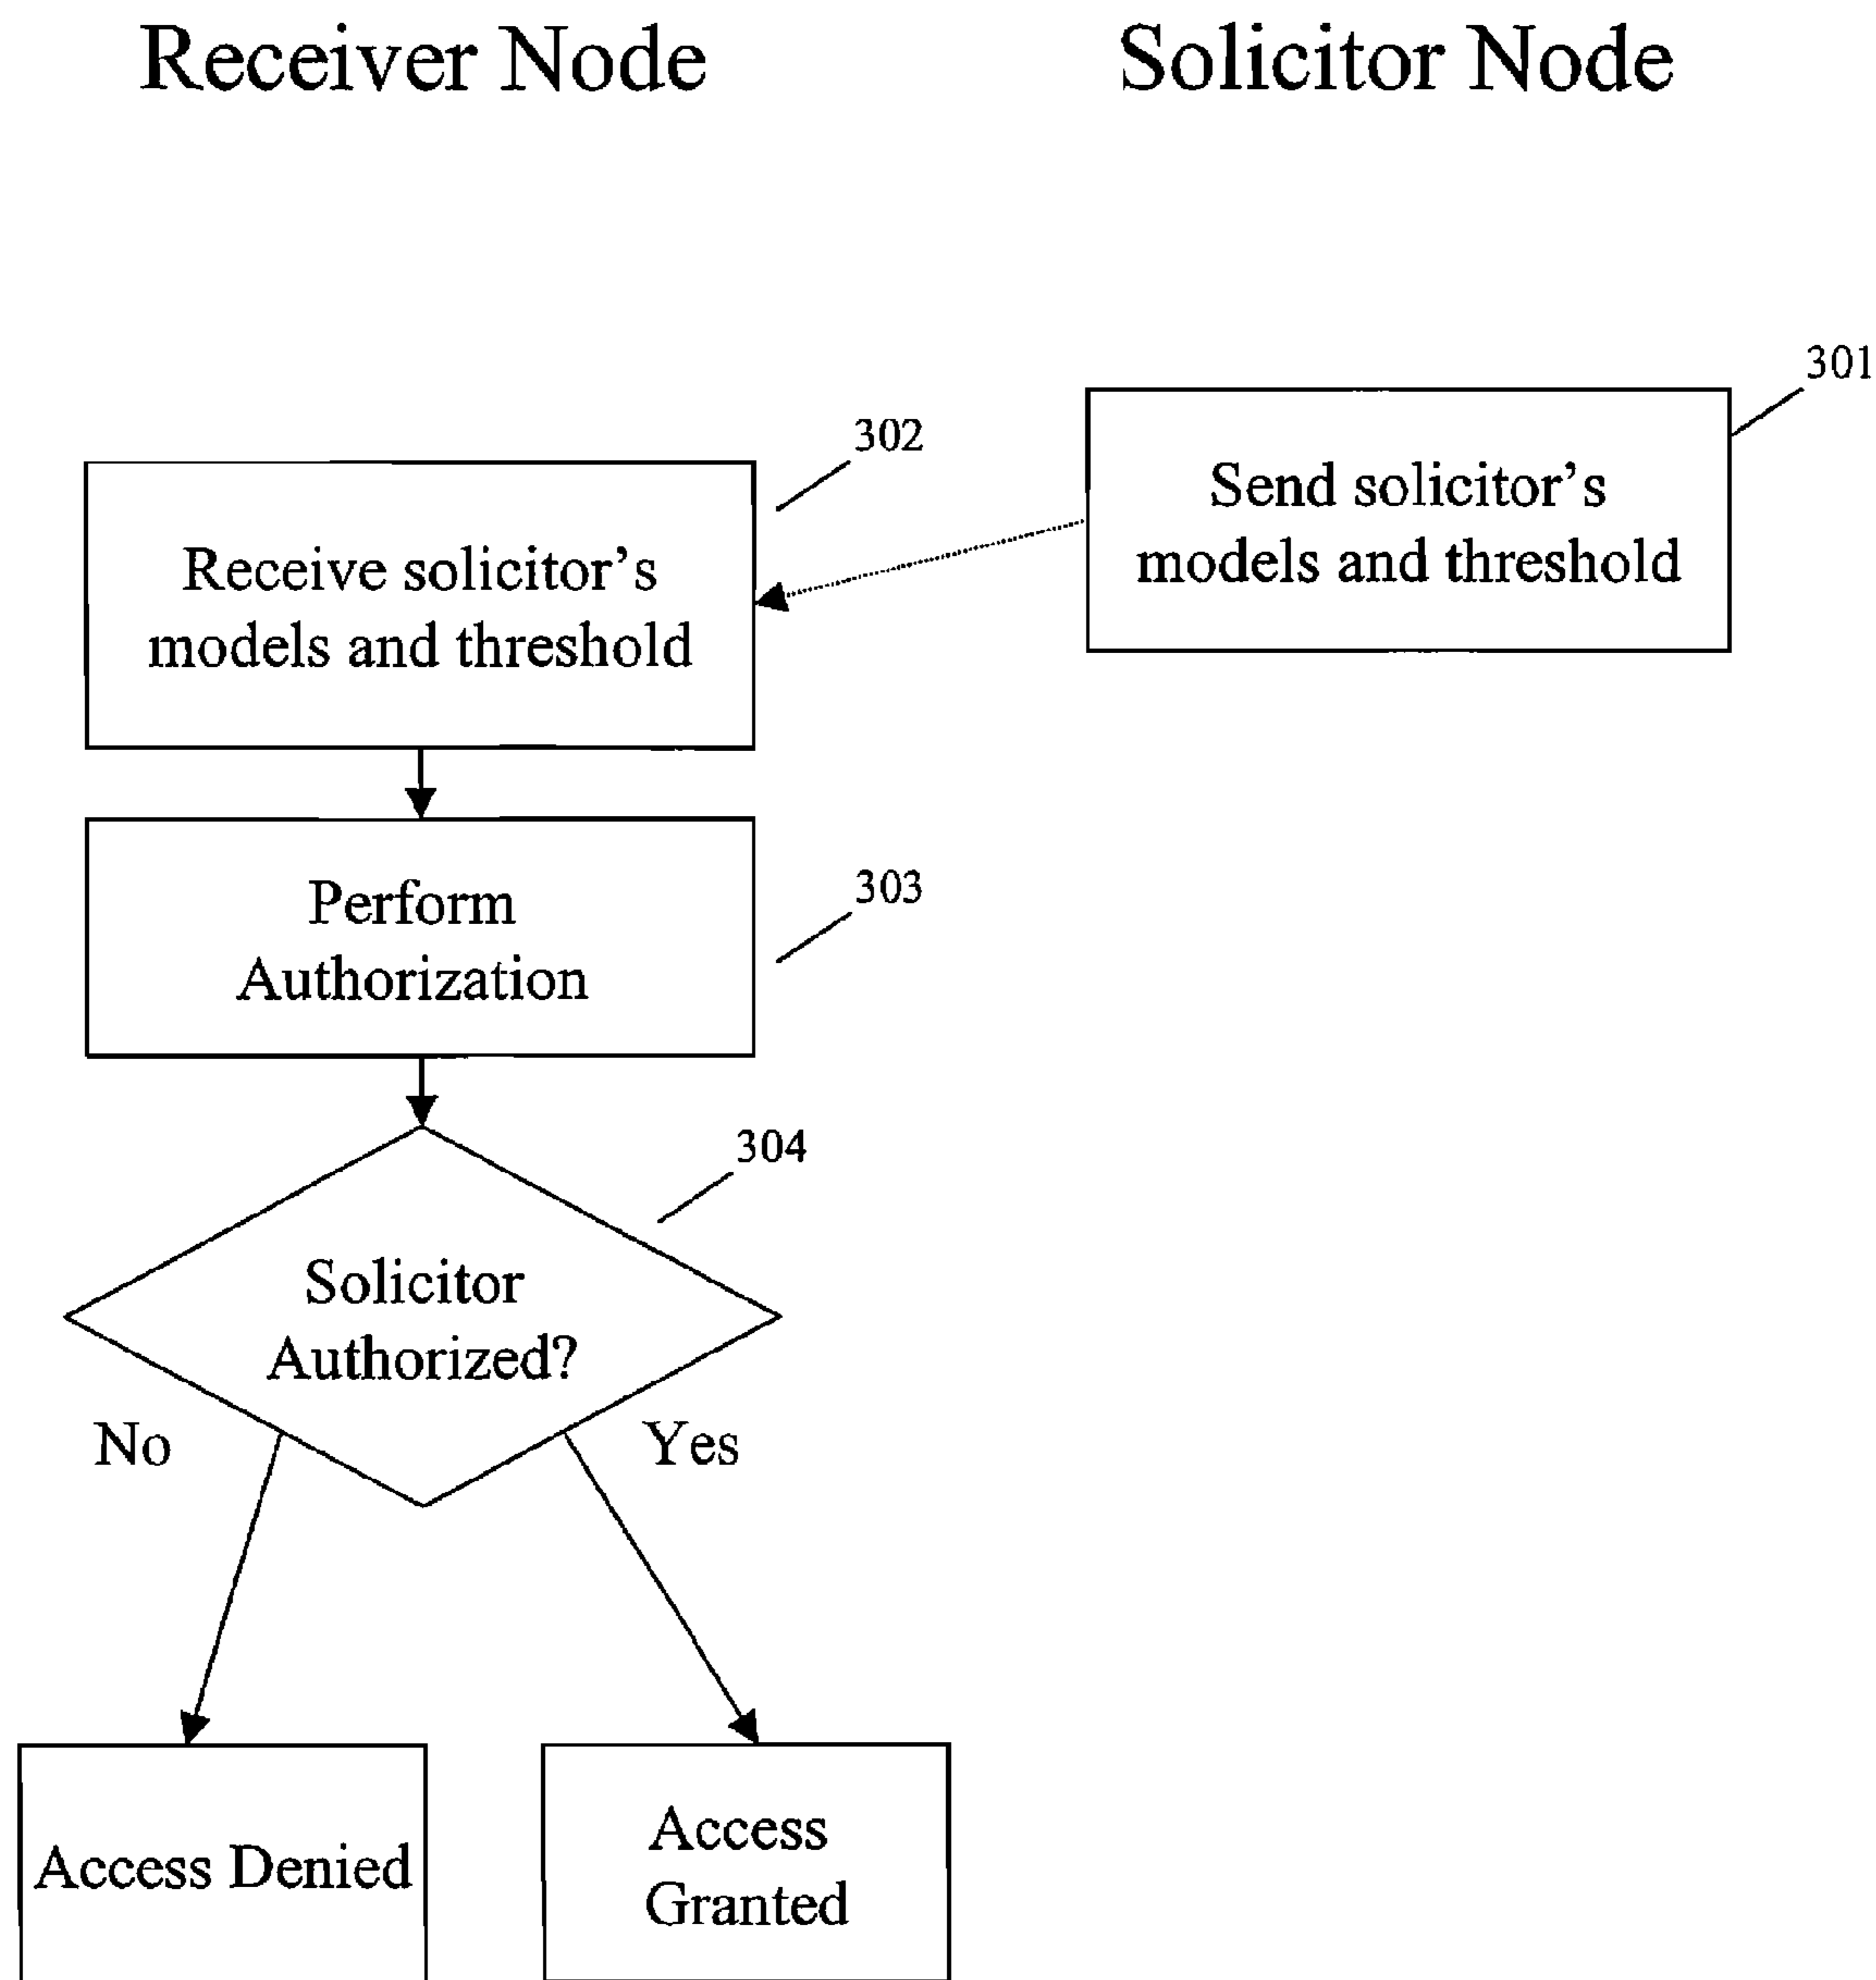 Receiver Node
Solicitor Node
301
302
Send solicitor's
models and threshold
Receive solicitor's
models and threshold
303
Perform
Authorization
304
Solicitor
Authorized?
No
Yes
Access Denied
Access
Granted